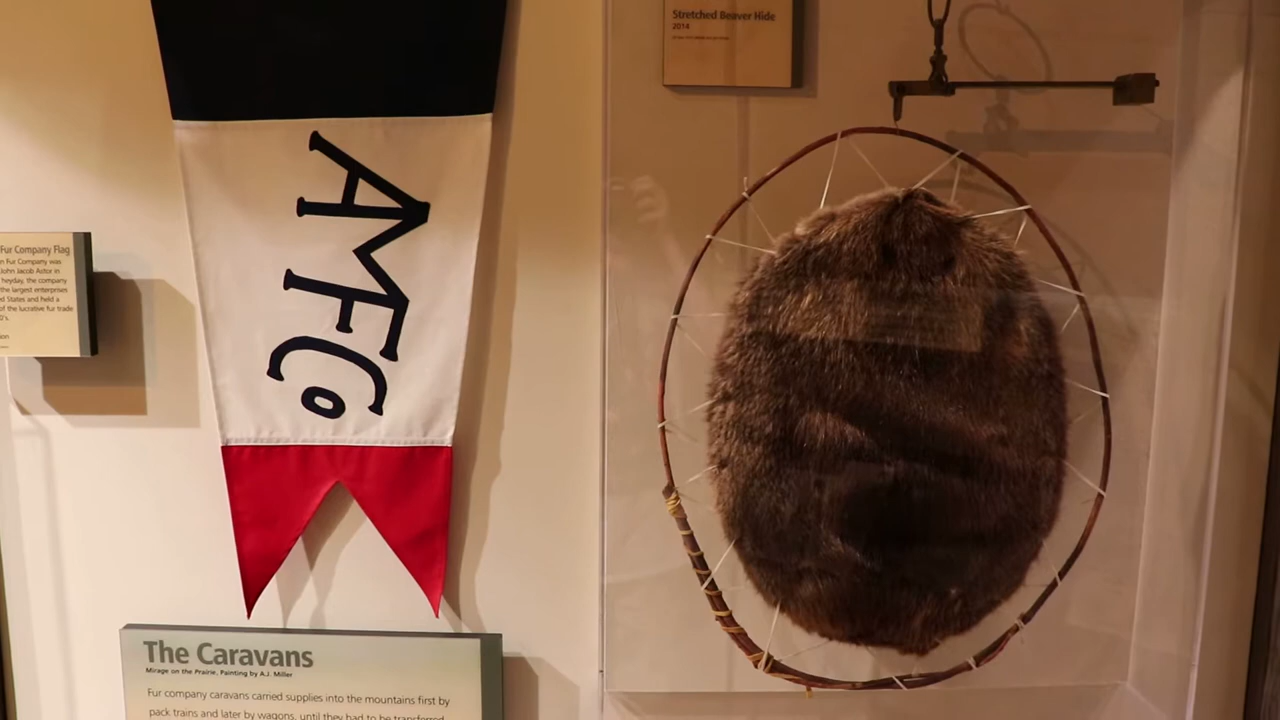 Fur Company Flag
n Fur Company was
John Jacob Astor in
heyday, the company
the largest enterprises
d States and held a
of the lucrative fur trade
0's.
AMFCo
Stretched Beaver Hide
2014
The Caravans
Mirage on the Prairie, Painting by A.J. Miller
Fur company caravans carried supplies into the mountains first by
pack trains and later by wagons, until they had to be transferred